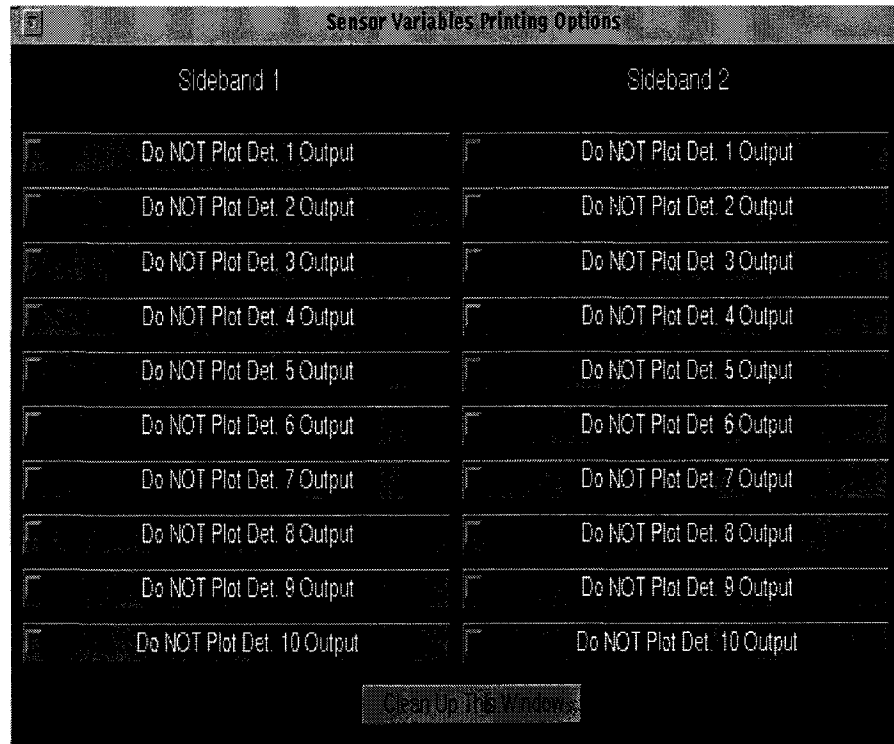 Sensor Variables Printing Options
Sideband 1 Sideband 2
Do NOT Plot Det. 1 Output Do NOT Plot Det. 1 Output
Do NOT Plot Det. 2 Output Do NOT Plot Det. 2 Output
Do NOT Plot Det. 3 Output Do NOT Plot Det 3 Output
Do NOT Plot Det. 4 Output Do NOT Plot Det. 4 Output
Do NOT Plot Det. 5 Output Do NOT Plot Det. 5 Output
Do NOT Plot Det. 6 Output Do NOT Plot Det 6 Output
Do NOT Plot Det. 7 Output Do NOT Plot Det. 7 Output
Do NOT Plot Det. 8 Output Do NOT Plot Det. 8 Output
Do NOT Plot Det. 9 Output Do NOT Plot Det. 9 Output
Do NOT Plot Det. 10 Output Do NOT Plot Det. 10 Output
Clean Up This Windows